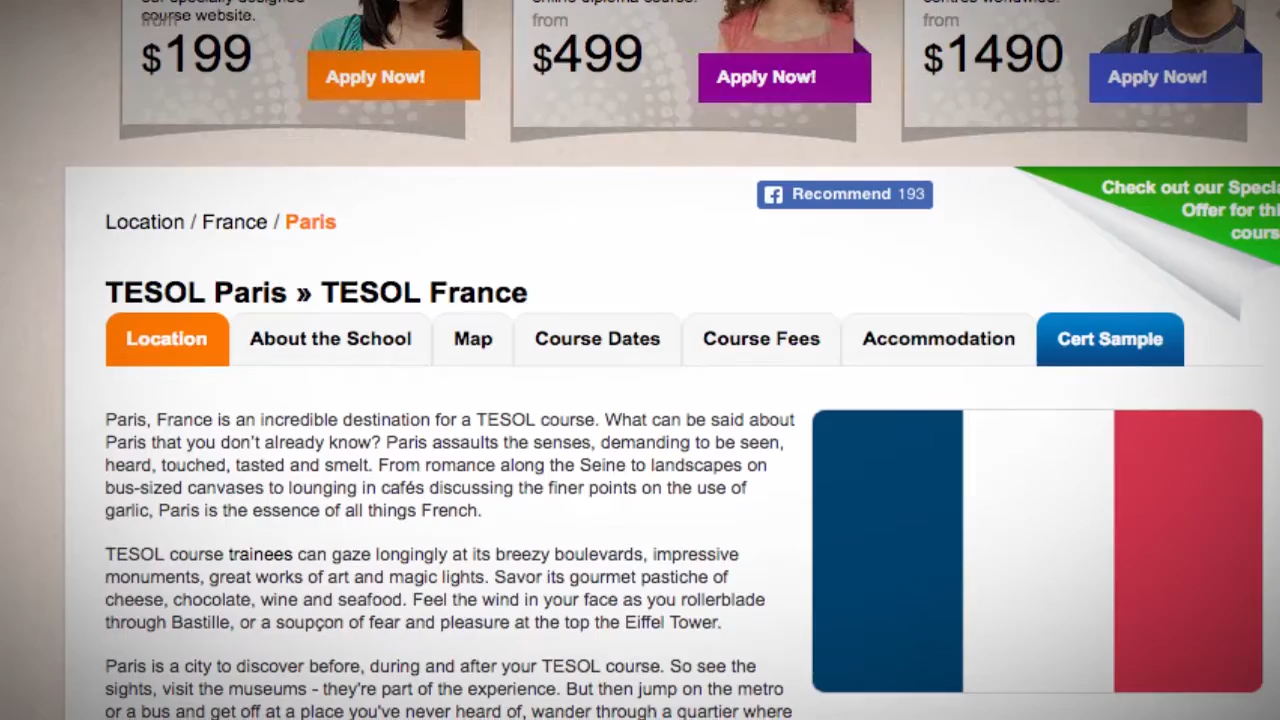 course website.
from
$199
Apply Now!
from
$499
Apply Now!
from
$1490
Apply Now!
Recommend 193
Check out our
Offer for
Location / France / Paris
TESOL Paris » TESOL France
Location
About the School
Map
Course Dates
Course Fees
Accommodation
Cert Sample
Paris, France is an incredible destination for a TESOL course. What can be said about
Paris that you don't already know? Paris assaults the senses, demanding to be seen,
heard, touched, tasted and smelt. From romance along the Seine to landscapes on
bus-sized canvases to lounging in cafés discussing the finer points on the use of
garlic, Paris is the essence of all things French.
TESOL course trainees can gaze longingly at its breezy boulevards, impressive
monuments, great works of art and magic lights. Savor its gourmet pastiche of
cheese, chocolate, wine and seafood. Feel the wind in your face as you rollerblade
through Bastille, or a soupçon of fear and pleasure at the top the Eiffel Tower.
Paris is a city to discover before, during and after your TESOL course. So see the
sights, visit the museums - they're part of the experience. But then jump on the metro
or a bus and get off at a place you've never heard of, wander through a quartier where